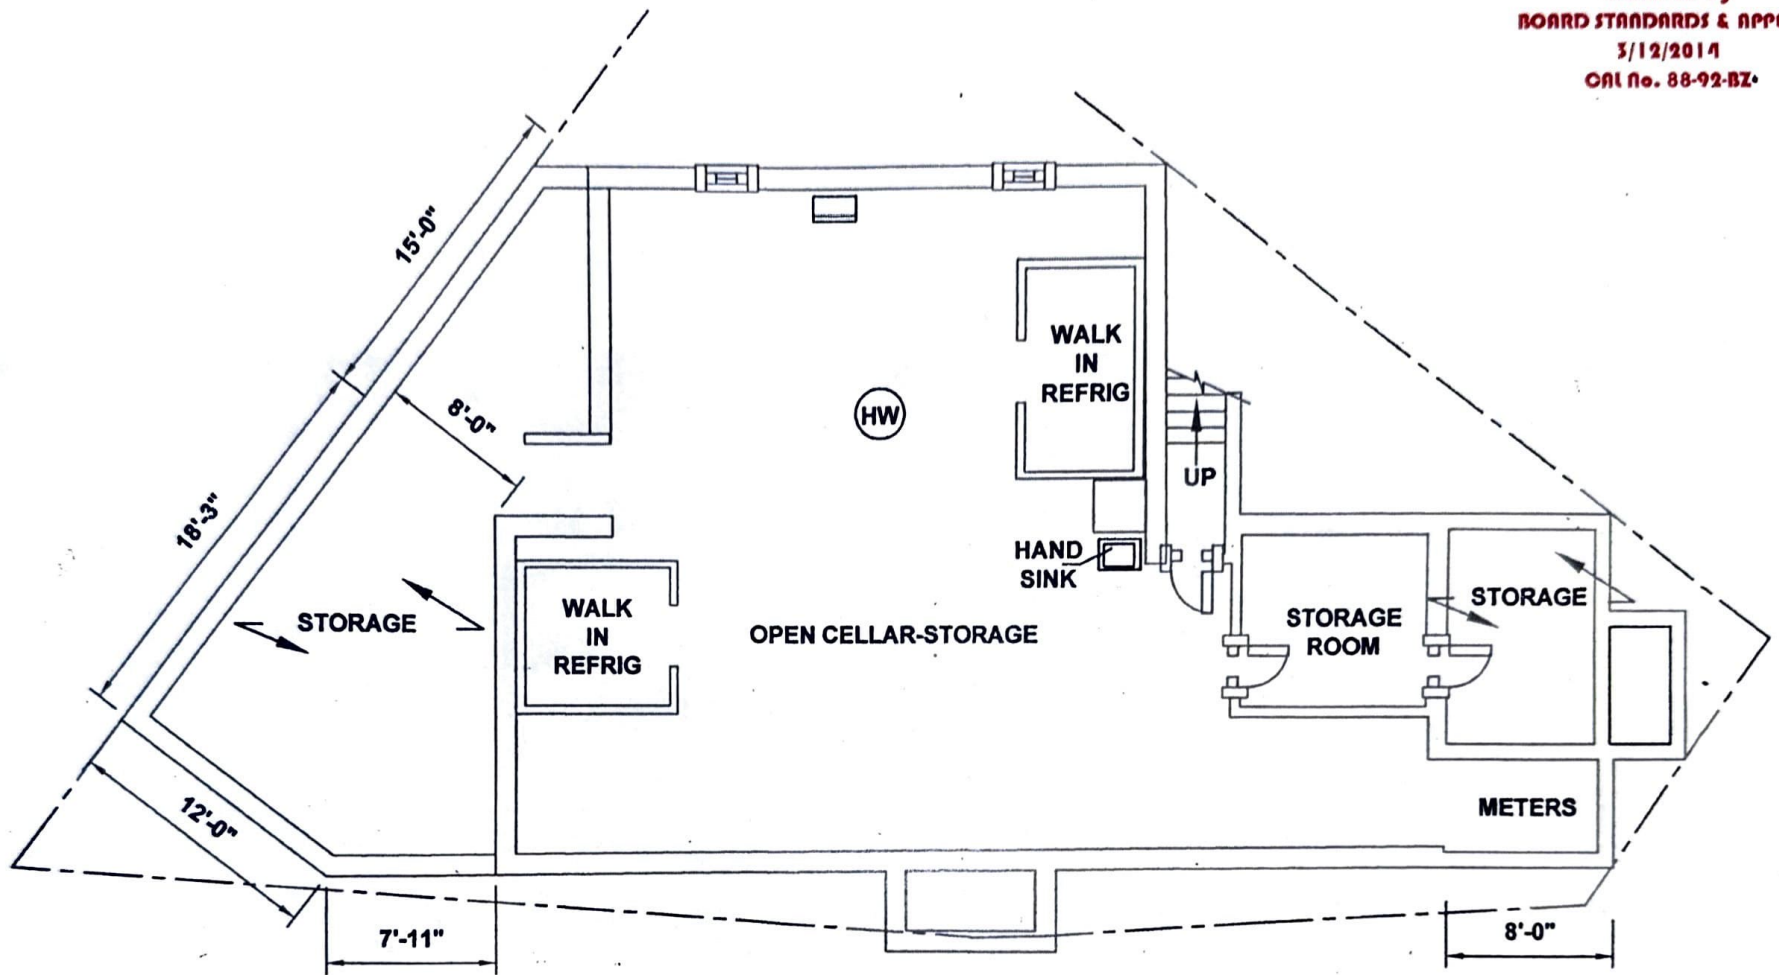 BOARD STANDARDS &
3/12/2014
CAL No. 88-92-BZ
15'-0"
8'-0"
18'-3"
12'-0"
7'-11"
8'-0"
WALK
IN
REFRIG
HW
UP
HAND
SINK
STORAGE
WALK
IN
REFRIG
OPEN CELLAR-STORAGE
STORAGE
ROOM
STORAGE
METERS